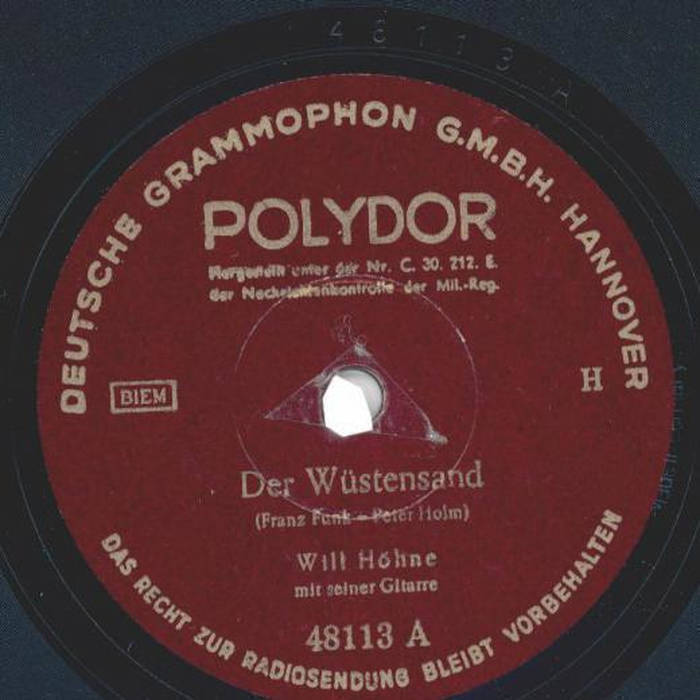 48113 A
DEUTSCHE GRAMMOPHON G.M.B.H. HANNOVER
POLYDOR
Hergestellt unter der Nr. C. 30. 212. E.
der Nachrichtenkontrolle der Mil.-Reg.
BIEM
H
Der Wüstensand
(Franz Funk - Peter Holm)
Will Höhne
mit seiner Gitarre
48113 A
DAS RECHT ZUR RADIOSENDUNG BLEIBT VORBEHALTEN